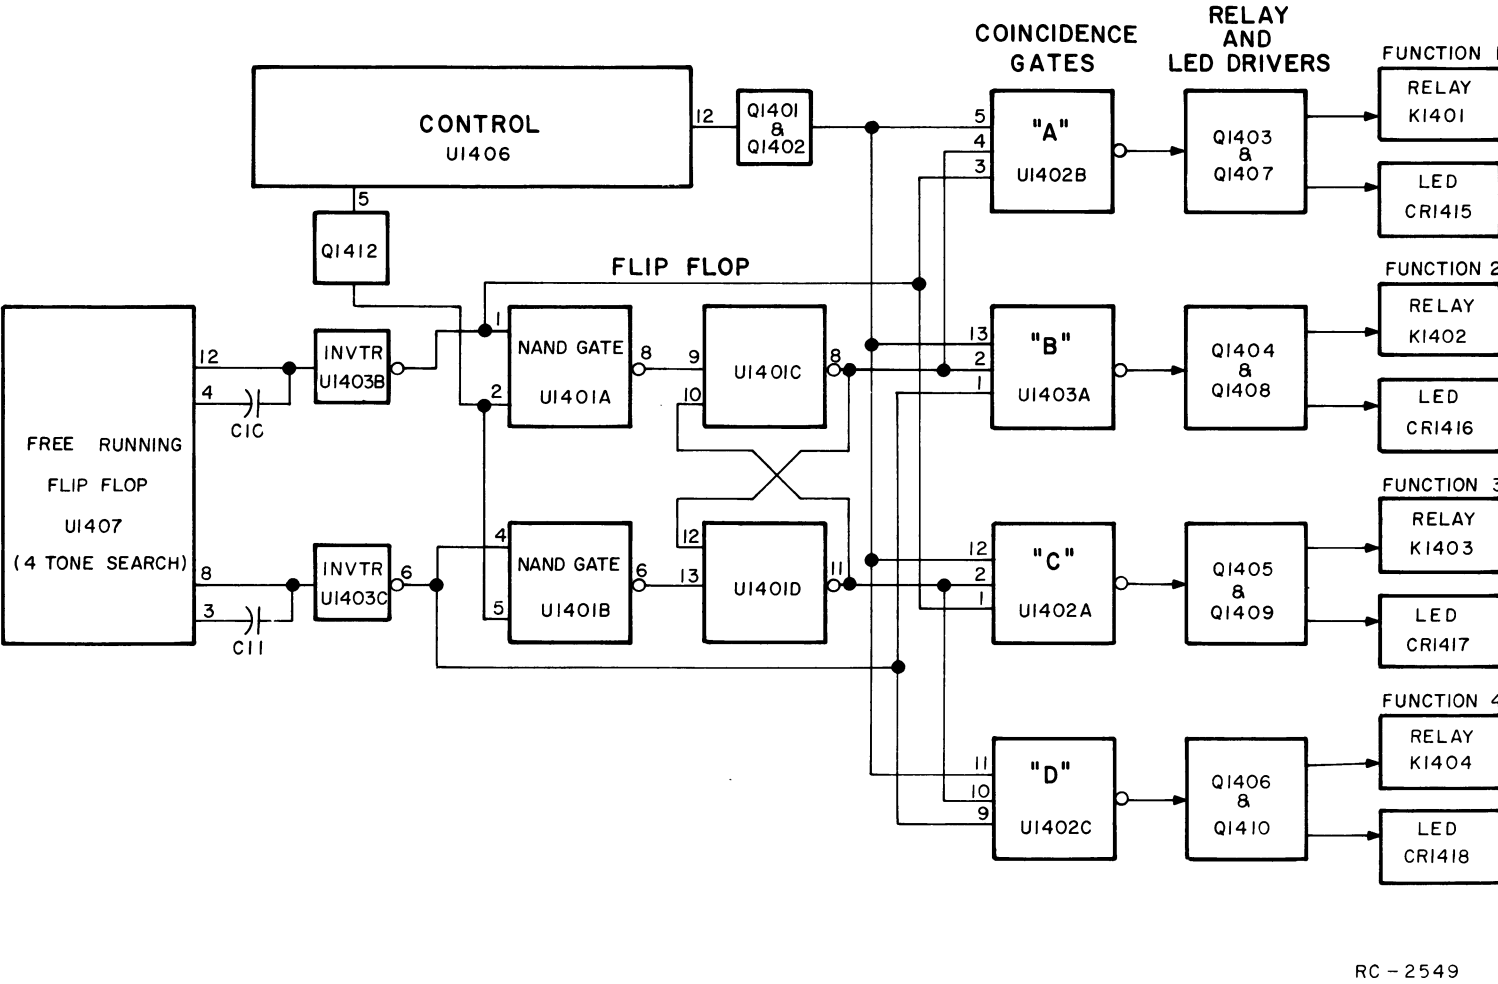 COINCIDENCE
GATES
RELAY
AND
LED DRIVERS
CONTROL
U1406
12
5
Q1401
&
Q1402
Q1412
FLIP FLOP
FREE RUNNING
FLIP FLOP
U1407
(4 TONE SEARCH)
12
4
C10
8
3
C11
INVTR
U1403B
INVTR
U1403C
6
1
2
NAND GATE
U1401A
8
4
5
NAND GATE
U1401B
6
9
10
U1401C
8
12
13
U1401D
11
5
4
3
"A"
U1402B
13
2
1
"B"
U1403A
12
2
1
"C"
U1402A
11
10
9
"D"
U1402C
Q1403
&
Q1407
Q1404
&
Q1408
Q1405
&
Q1409
Q1406
&
Q1410
FUNCTION 1
RELAY
K1401
LED
CR1415
FUNCTION 2
RELAY
K1402
LED
CR1416
FUNCTION 3
RELAY
K1403
LED
CR1417
FUNCTION 4
RELAY
K1404
LED
CR1418
RC-2549